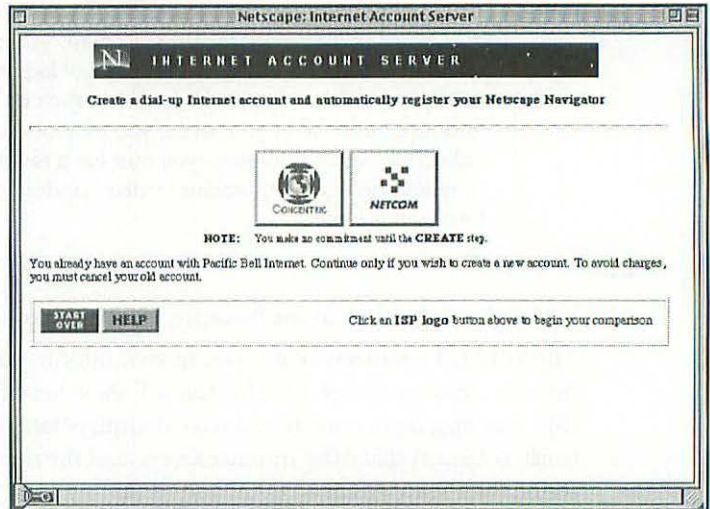 Netscape: Internet Account Server
N INTERNET ACCOUNT SERVER
Create a dial-up Internet account and automatically register your Netscape Navigator
CONCENTRIC
NETCOM
NOTE: You make no commitment until the CREATE step.
You already have an account with Pacific Bell Internet. Continue only if you wish to create a new account. To avoid charges,
you must cancel your old account.
START
OVER
HELP
Click an ISP logo button above to begin your comparison